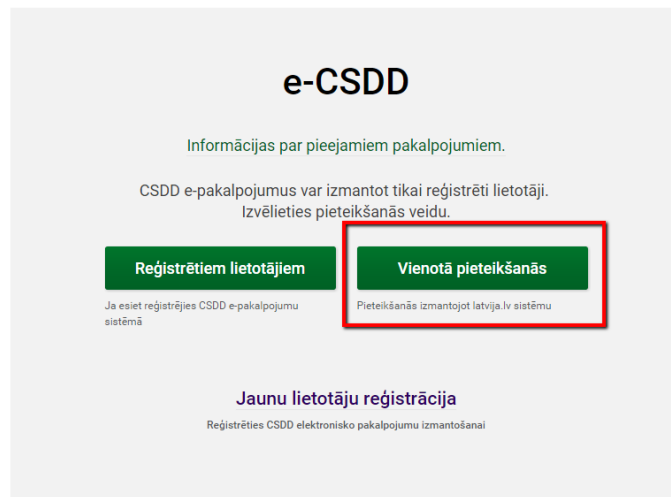 e-CSDD
Informācijas par pieejamiem pakalpojumiem.
CSDD e-pakalpojumus var izmantot tikai reģistrēti lietotāji.
Izvēlieties pieteikšanās veidu.
Reģistrētiem lietotājiem
Vienotā pieteikšanās
Ja esiet reģistrējies CSDD e-pakalpojumu
sistēmā
Pieteikšanās izmantojot latvija.lv sistēmu
Jaunu lietotāju reģistrācija
Reģistrēties CSDD elektronisko pakalpojumu izmantošanai